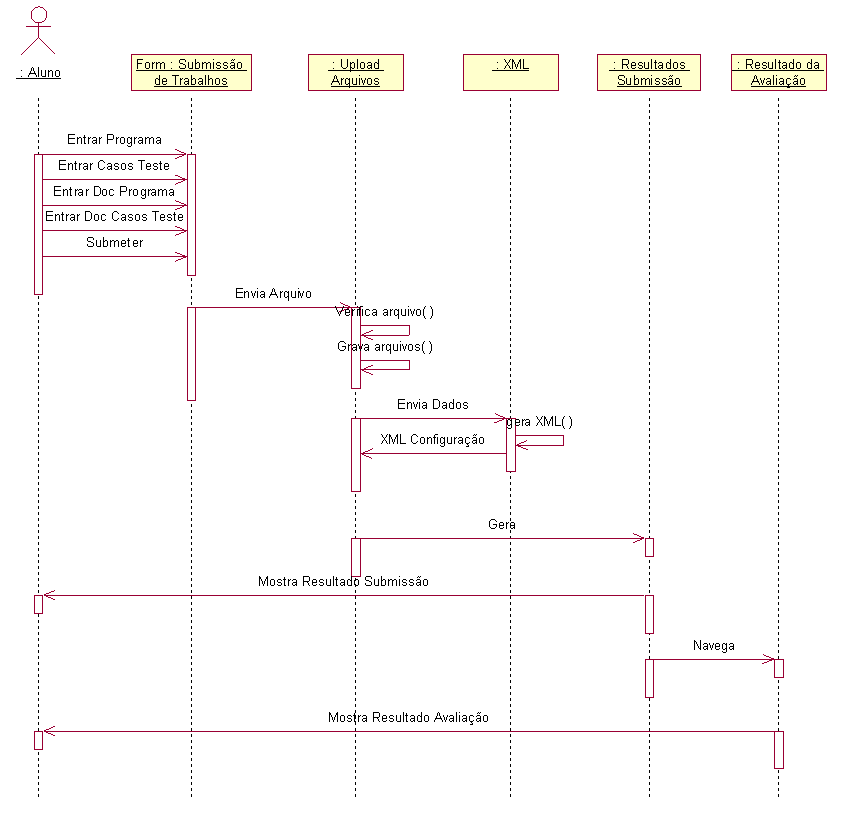 : Aluno
Form : Submissão
de Trabalhos
: Upload
Arquivos
: XML
: Resultados
Submissão
: Resultado da
Avaliação
Entrar Programa
Entrar Casos Teste
Entrar Doc Programa
Entrar Doc Casos Teste
Submeter
Envia Arquivo
Verifica arquivo( )
Grava arquivos( )
Envia Dados
gera XML( )
XML Configuração
Gera
Mostra Resultado Submissão
Navega
Mostra Resultado Avaliação